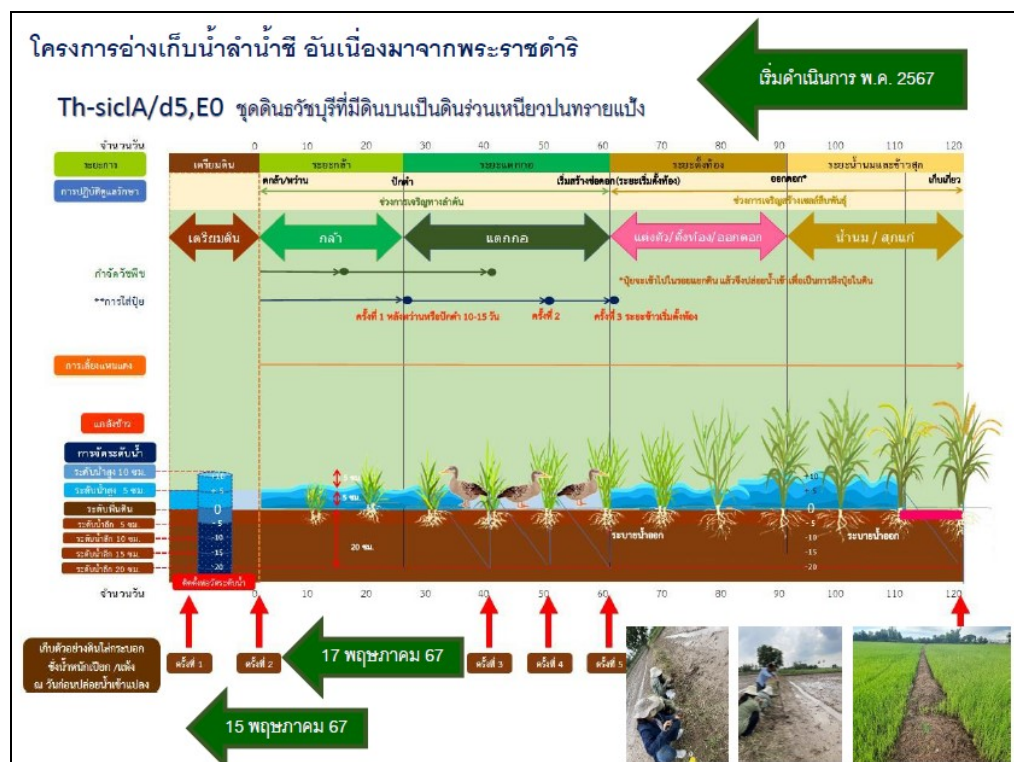 โครงการอ่างเก็บน้ำลำน้ำชี อันเนื่องมาจากพระราชดำริ
เริ่มดำเนินการ พ.ค. 2567
Th-siclA/d5,E0 ชุดดินธวัชบุรีที่มีดินบนเป็นดินร่วนเหนียวปนทรายแป้ง
จำนวนวัน 0 10 20 30 40 50 60 70 80 90 100 110 120
ระยะการ เตรียมดิน ระยะกล้า ระยะแตกกอ ระยะตั้งท้อง ระยะน้ำนมและข้าวสุก
การปฏิบัติดูแลรักษา ตกกล้า/หว่าน ปักดำ เริ่มสร้างช่อดอก(ระยะเริ่มตั้งท้อง) ออกดอก* เก็บเกี่ยว
ช่วงการเจริญทางลำต้น ช่วงการเจริญสร้างเซลล์สืบพันธุ์
เตรียมดิน กล้า แตกกอ แต่งตัว/ตั้งท้อง/ออกดอก น้ำนม / สุกแก่
กำจัดวัชพืช
*ปุ๋ยจะเข้าไปในรอยแยกดิน แล้วจึงปล่อยน้ำเข้า เพื่อเป็นการฝังปุ๋ยในดิน
**การใส่ปุ๋ย
ครั้งที่ 1 หลังหว่านหรือปักดำ 10-15 วัน ครั้งที่ 2 ครั้งที่ 3 ระยะข้าวเริ่มตั้งท้อง
การเลี้ยงแหนแดง
แกล้งข้าว
การจัดระดับน้ำ
ระดับน้ำสูง 10 ซม. +10 5 ซม. +10
ระดับน้ำสูง 5 ซม + 5 5 ซม. + 5
ระดับพื้นดิน 0 0
ระดับน้ำลึก 5 ซม. -5 -5
ระบายน้ำออก ระบายน้ำออก
ระดับน้ำลึก 10 ซม. -10 20 ซม. -10
ระดับน้ำลึก 15 ซม. -15 -15
ระดับน้ำลึก 20 ซม. -20 -20
ติดตั้งท่อวัดระดับน้ำ
จำนวนวัน 0 10 20 30 40 50 60 70 80 90 100 110 120
เก็บตัวอย่างดินใส่กระบอก
ชั่งน้ำหนักเปียก /แห้ง
ณ วันก่อนปล่อยน้ำเข้าแปลง
ครั้งที่ 1 ครั้งที่ 2 17 พฤษภาคม 67 ครั้งที่ 3 ครั้งที่ 4 ครั้งที่ 5
15 พฤษภาคม 67